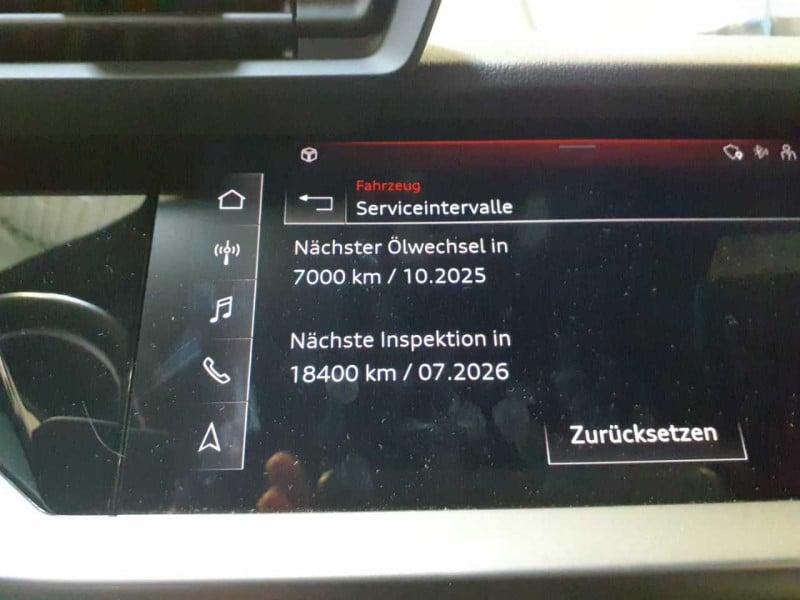 Fahrzeug
Serviceintervalle
Nächster Ölwechsel in
7000 km / 10.2025
Nächste Inspektion in
18400 km / 07.2026
Zurücksetzen